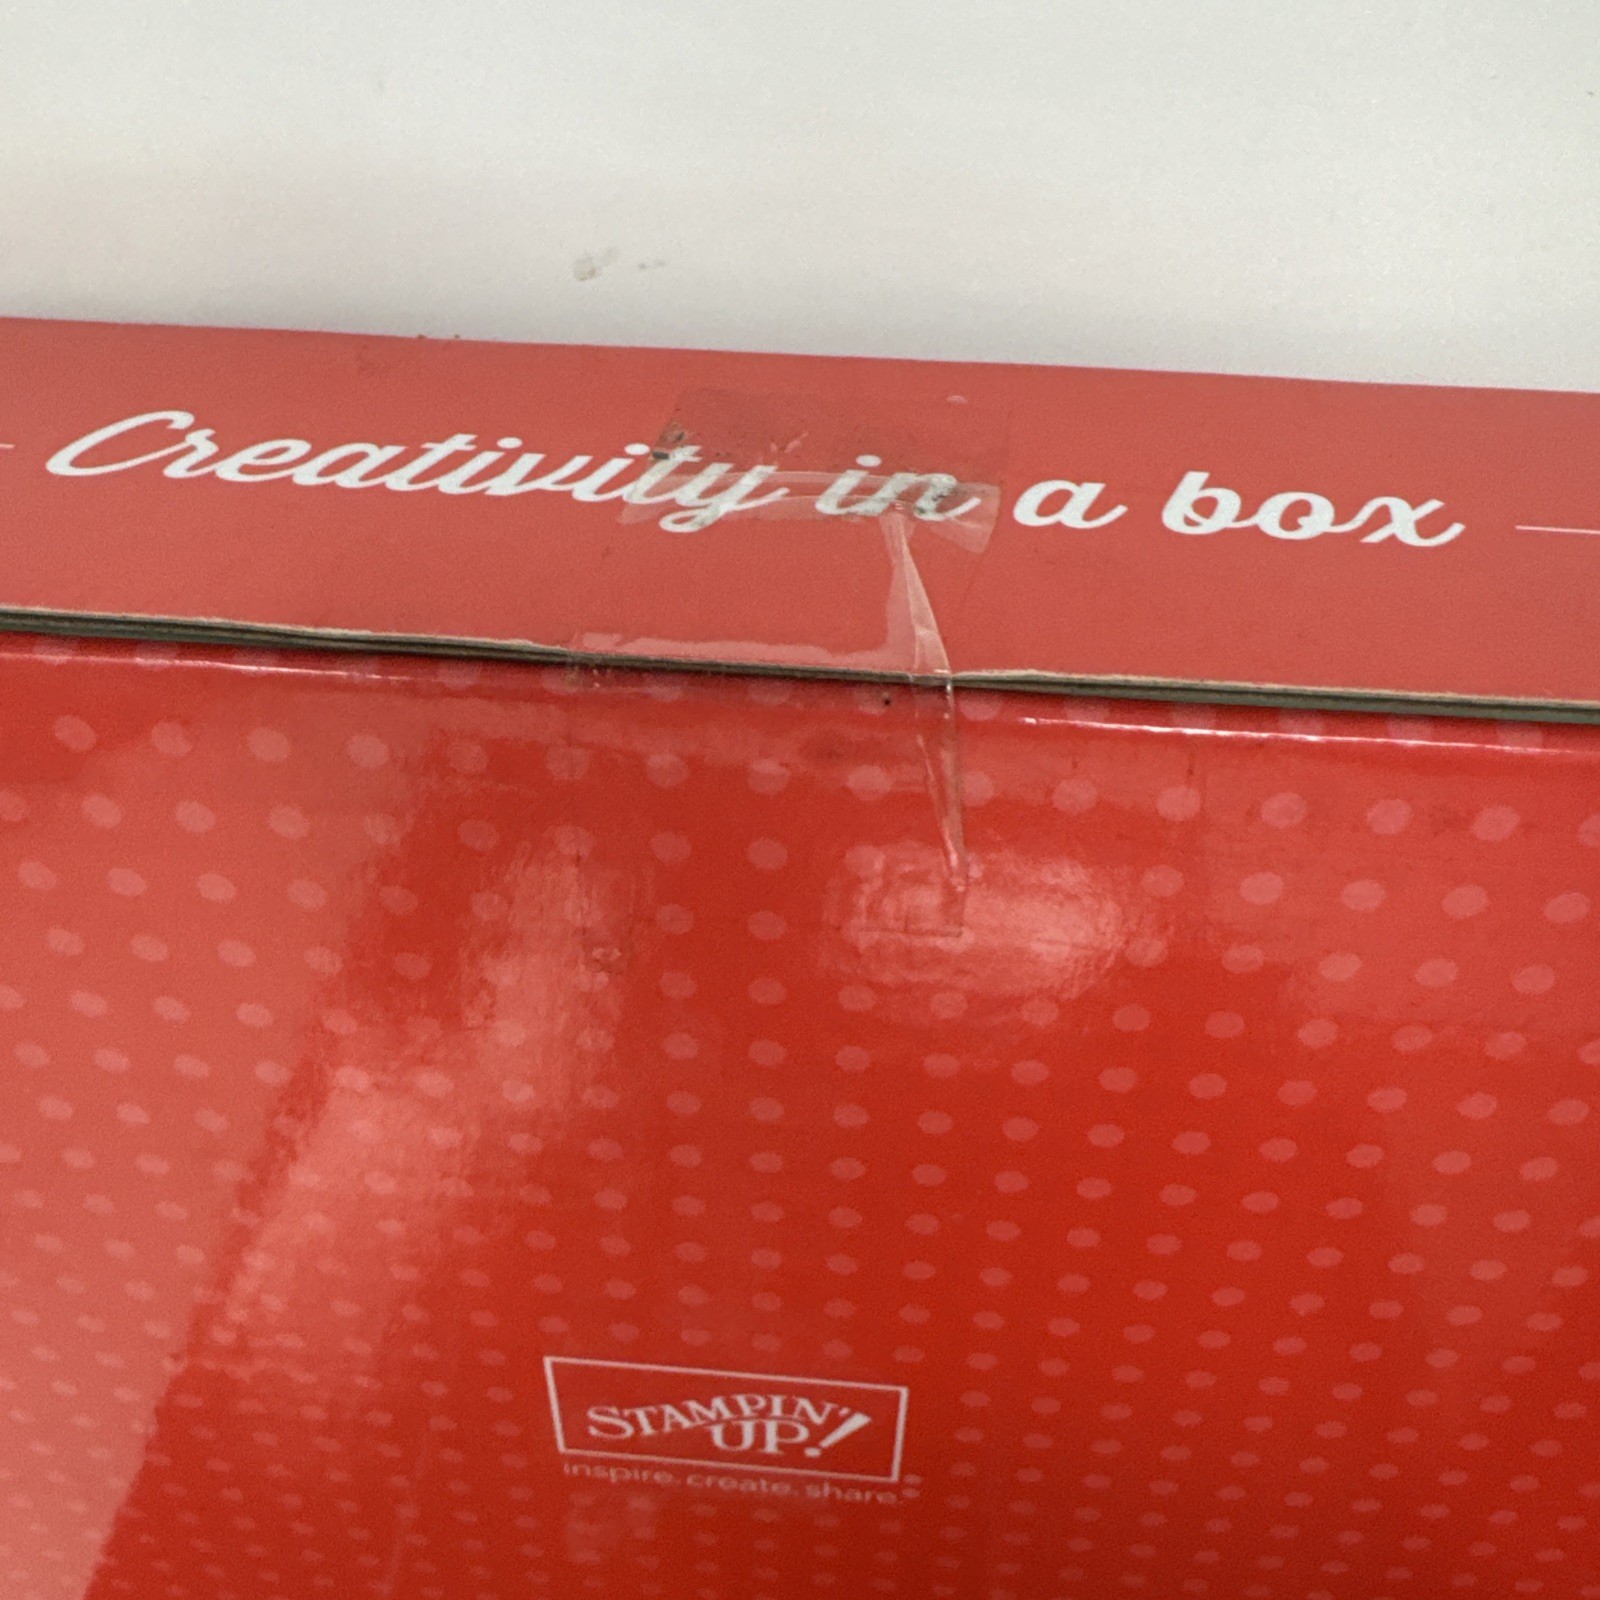 Creativity in a box
STAMPIN'
UP!
inspire. create. share.®